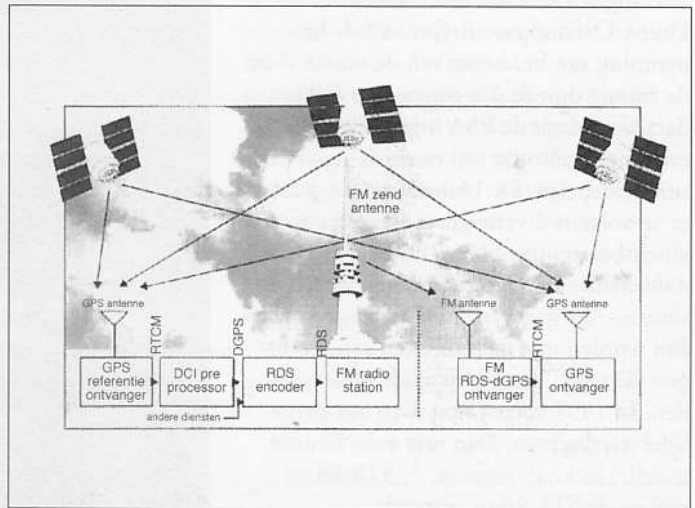 FM zend
antenne
GPS antenne
FM antenne
GPS antenne
RTCM
DGPS
RDS
RTCM
GPS
referentie
ontvanger
DCI pre
processor
RDS
encoder
FM radio
station
FM
RDS-dGPS
ontvanger
GPS
ontvanger
andere diensten